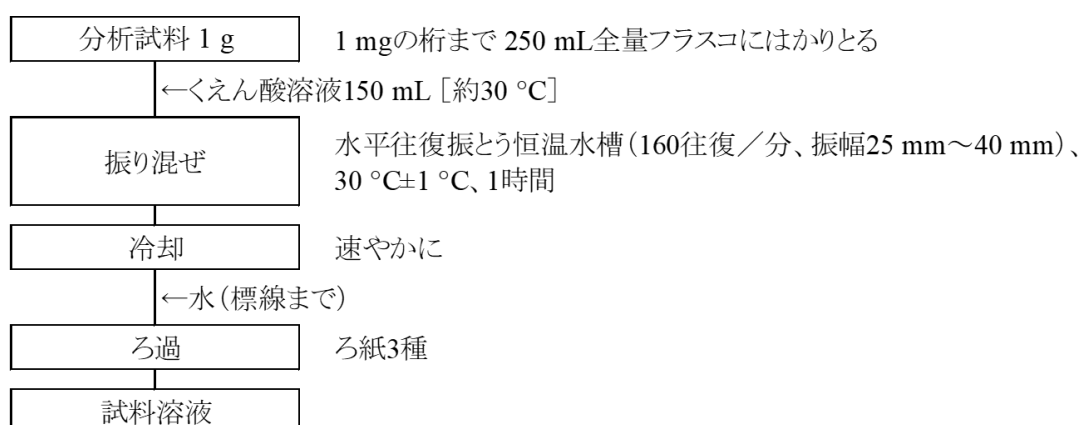 分析試料 1 g
1 mgの桁まで 250 mL全量フラスコにはかりとる
←くえん酸溶液150 mL [約30 °C]
振り混ぜ
水平往復振とう恒温水槽(160往復/分、振幅25 mm~40 mm)、
30 °C±1 °C、1時間
冷却
速やかに
←水(標線まで)
ろ過
ろ紙3種
試料溶液